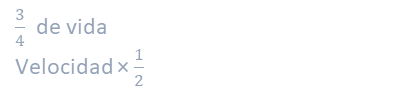 3/4 de vida
Velocidad × 1/2